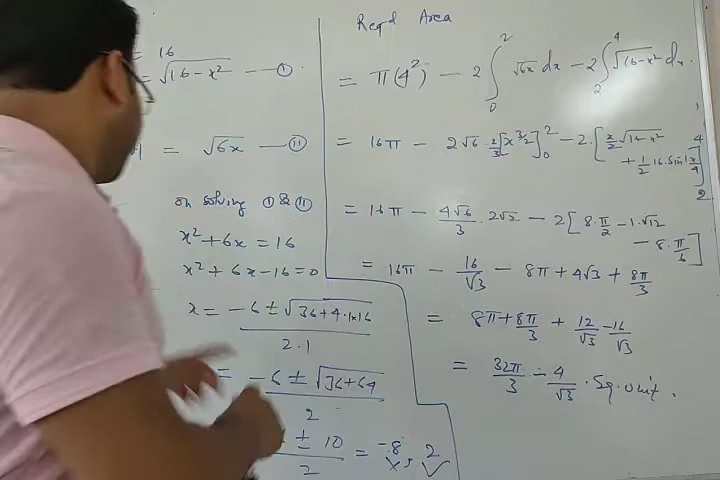 = 16
= √(16-x²) — ①
= √6x — ⑪
on solving ① & ⑪
x² + 6x = 16
x² + 6x - 16 = 0
x = (-6 ± √(36+4·1×16)) / 2·1
= (-6 ± √(36+64)) / 2
± 10 / 2 = -8, 2 ✓
Reqd Area
= π(4²) - 2 ∫₀² √6x dx - 2 ∫₂⁴ √(16-x²) dx.
= 16π - 2√6 · 2/3 [x^(3/2)]₀² - 2·[x/2 √(16-x²) + 1/2 16·sin⁻¹ x/4]₂⁴
= 16π - 4√6/3 · 2√2 - 2[8·π/2 - 1·√12 - 8·π/6]
= 16π - 16/√3 - 8π + 4√3 + 8π/3
= 8π + 8π/3 + 12/√3 - 16/√3
= 32π/3 - 4/√3 · Sq. unit.